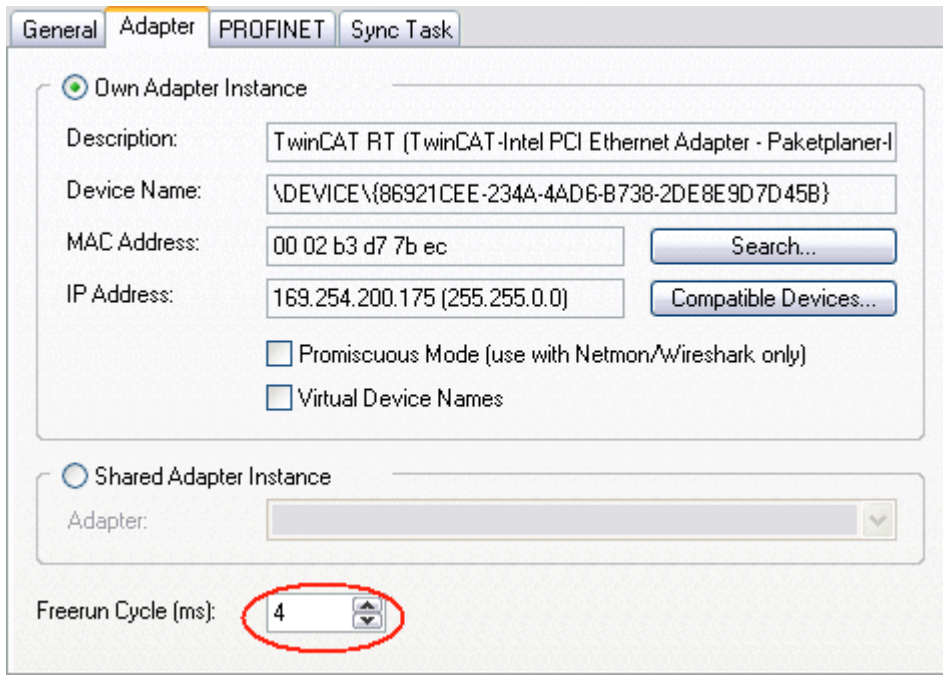 General Adapter PROFINET Sync Task
Own Adapter Instance
Description: TwinCAT RT (TwinCAT-Intel PCI Ethernet Adapter - Paketplaner-
Device Name: \DEVICE\{86921CEE-234A-4AD6-B738-2DE8E9D7D45B}
MAC Address: 00 02 b3 d7 7b ec Search...
IP Address: 169.254.200.175 (255.255.0.0) Compatible Devices...
Promiscuous Mode (use with Netmon/Wireshark only)
Virtual Device Names
Shared Adapter Instance
Adapter:
Freerun Cycle (ms): 4